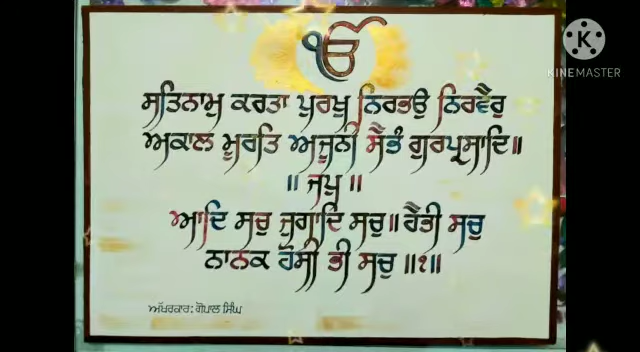 ੴ
ਸਤਿਨਾਮੁ ਕਰਤਾ ਪੁਰਖੁ ਨਿਰਭਉ ਨਿਰਵੈਰੁ
ਅਕਾਲ ਮੂਰਤਿ ਅਜੂਨੀ ਸੈਭੰ ਗੁਰਪ੍ਰਸਾਦਿ॥
॥ ਜਪੁ ॥
ਆਦਿ ਸਚੁ ਜੁਗਾਦਿ ਸਚੁ॥ ਹੈਭੀ ਸਚੁ
ਨਾਨਕ ਹੋਸੀ ਭੀ ਸਚੁ ॥੧॥
ਅੱਖਰਕਾਰ: ਗੋਪਾਲ ਸਿੰਘ
KINEMASTER